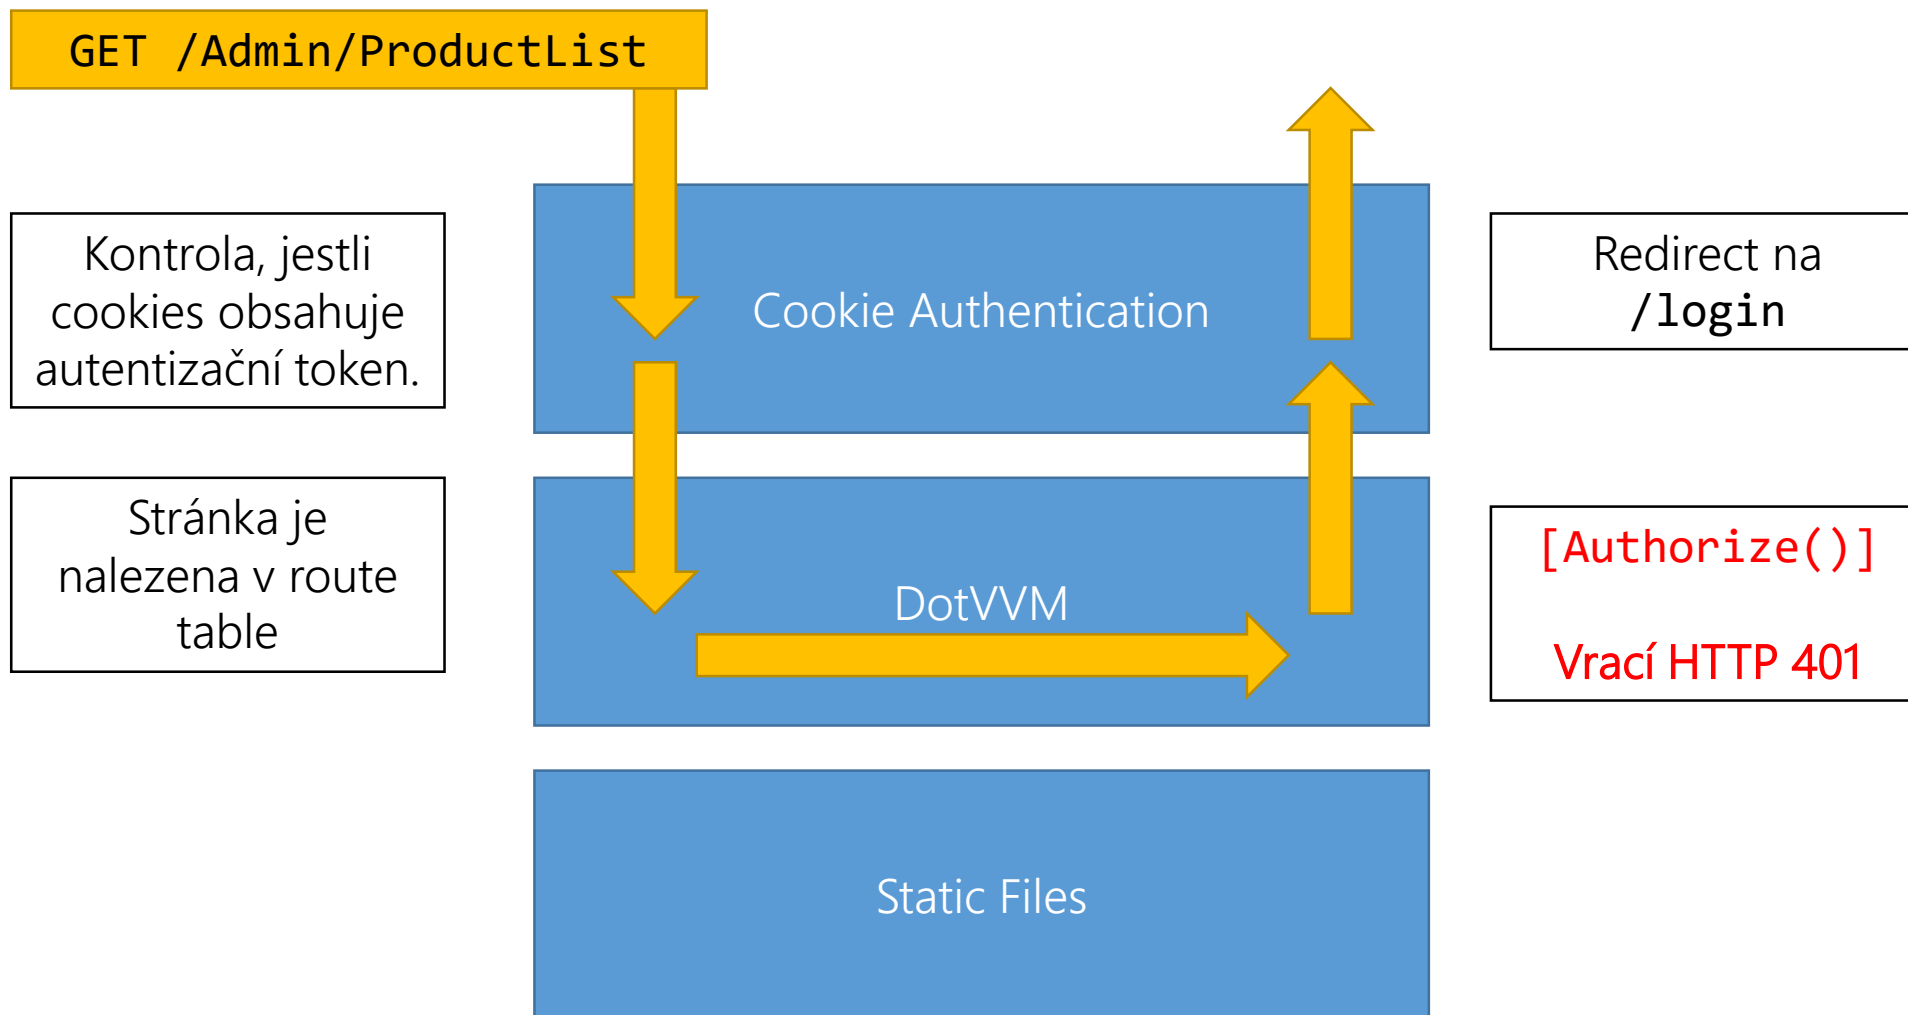 GET /Admin/ProductList
Kontrola, jestli
cookies obsahuje
autentizační token.
Cookie Authentication
Redirect na
/login
Stránka je
nalezena v route
table
DotVVM
[Authorize()]
Vrací HTTP 401
Static Files